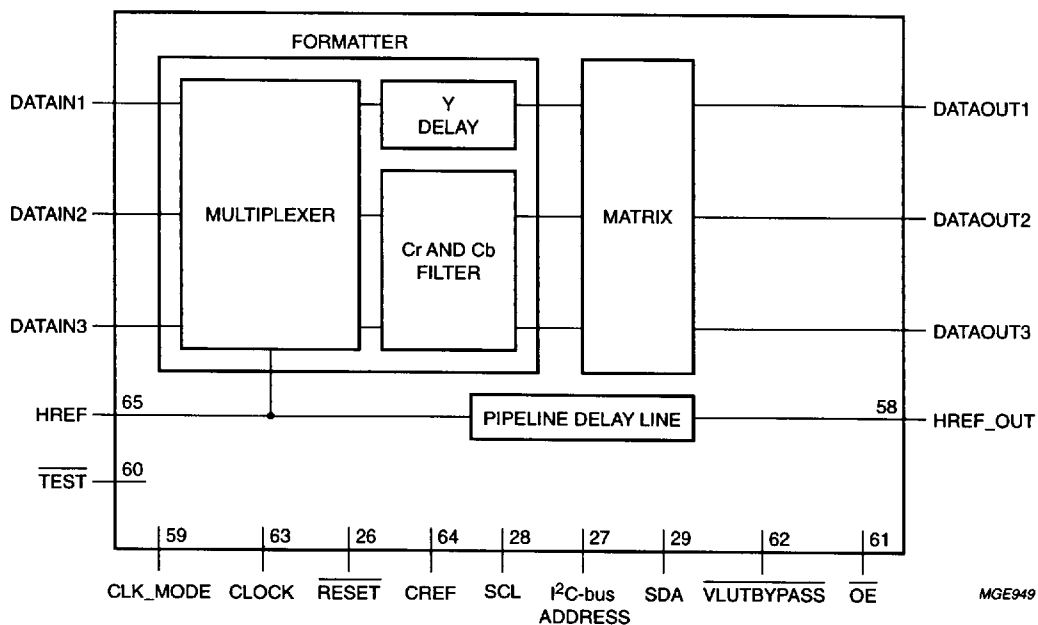 FORMATTER
DATAIN1
Y
DELAY
DATAOUT1
DATAIN2
MULTIPLEXER
Cr AND Cb
FILTER
MATRIX
DATAOUT2
DATAIN3
DATAOUT3
HREF
65
PIPELINE DELAY LINE
58
HREF_OUT
TEST
60
59
63
26
64
28
27
29
62
61
CLK_MODE
CLOCK
RESET
CREF
SCL
I²C-bus
ADDRESS
SDA
VLUTBYPASS
OE
MGE949